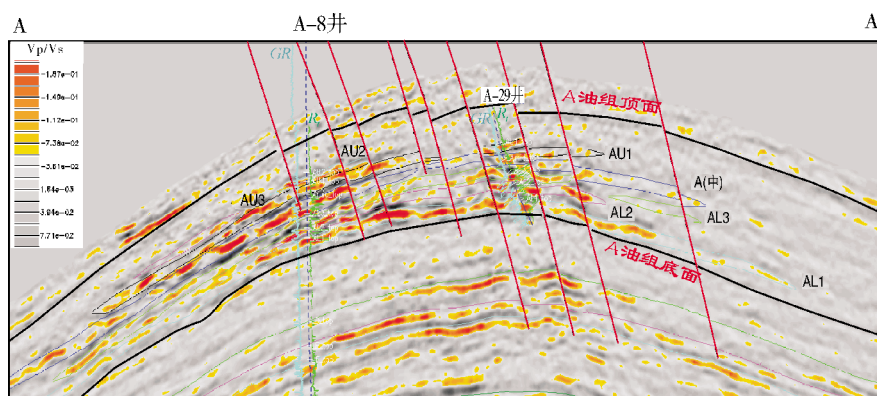 A
A-8井
A
Vp/Vs
-1.87e-01
-1.49e-01
-1.12e-01
-7.38e-02
-3.61e-02
1.64e-03
3.94e-02
7.71e-02
GR
R
A-29井
GR
R
A油组顶面
AU2
AU1
AU3
A(中)
AL2
AL3
A油组底面
AL1